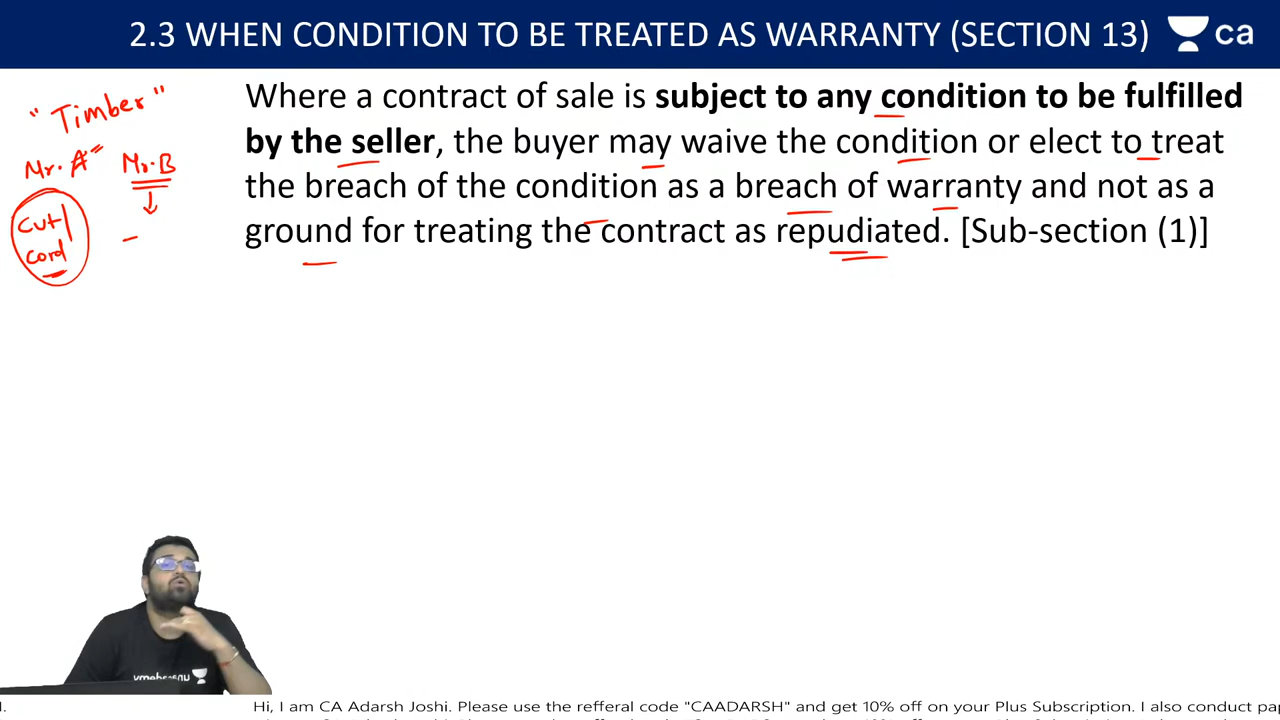 2.3 WHEN CONDITION TO BE TREATED AS WARRANTY (SECTION 13)
ca
"Timber"
Mr. A
Mr. B
cut/
cord
Where a contract of sale is subject to any condition to be fulfilled
by the seller, the buyer may waive the condition or elect to treat
the breach of the condition as a breach of warranty and not as a
ground for treating the contract as repudiated. [Sub-section (1)]
Hi, I am CA Adarsh Joshi. Please use the refferal code "CAADARSH" and get 10% off on your Plus Subscription. I also conduct